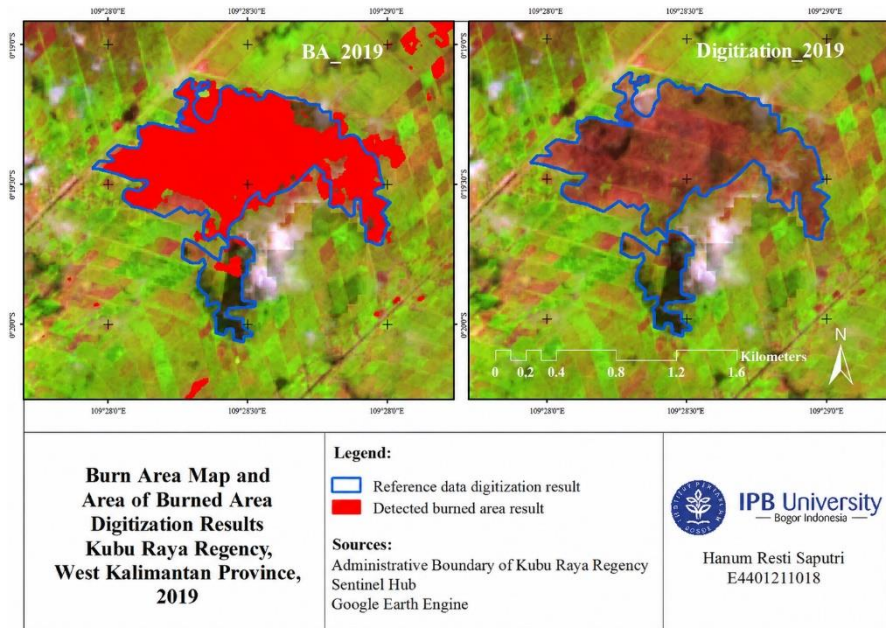 109°28'0"E 109°28'30"E 109°29'0"E 109°28'0"E 109°28'30"E 109°29'0"E
0°19'0"S
0°19'30"S
0°20'0"S
BA_2019
Digitization_2019
N
Kilometers
0 0.2 0.4 0.8 1.2 1.6
0°19'0"S
0°19'30"S
0°20'0"S
109°28'0"E 109°28'30"E 109°29'0"E 109°28'0"E 109°28'30"E 109°29'0"E
Burn Area Map and
Area of Burned Area
Digitization Results
Kubu Raya Regency,
West Kalimantan Province,
2019
Legend:
Reference data digitization result
Detected burned area result
Sources:
Administrative Boundary of Kubu Raya Regency
Sentinel Hub
Google Earth Engine
IPB University
Bogor Indonesia
Hanum Resti Saputri
E4401211018